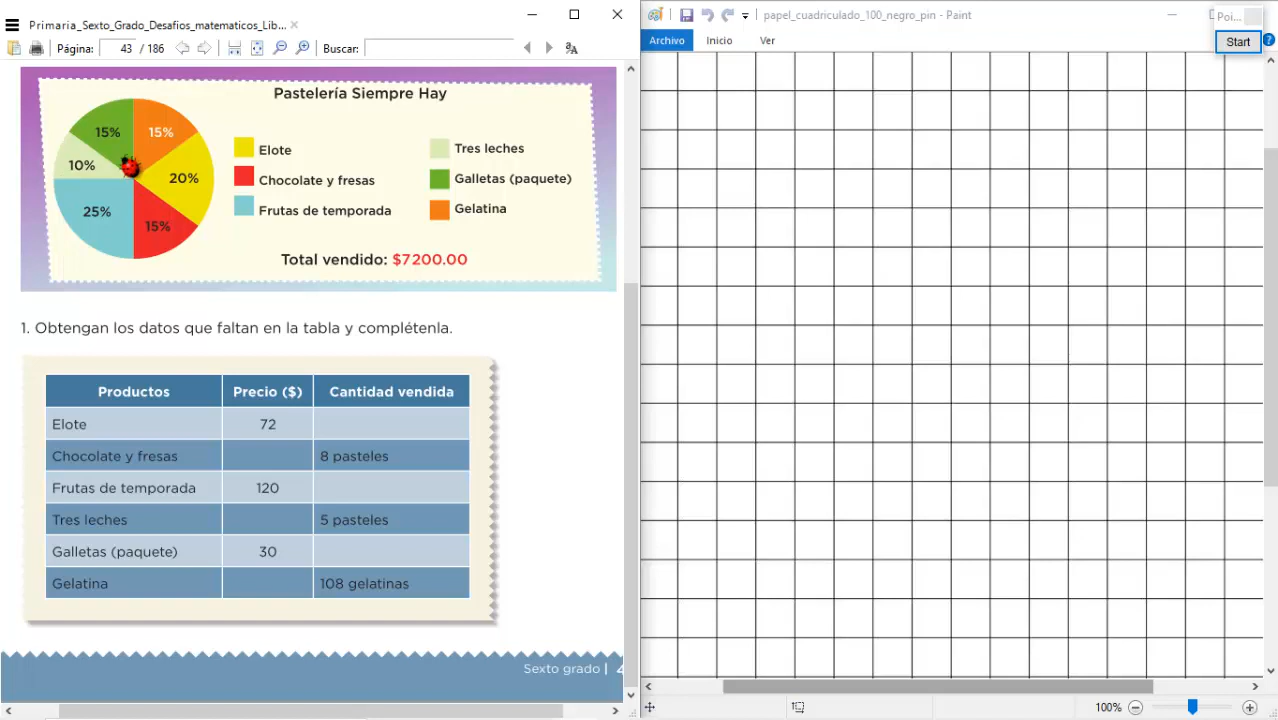 Primaria_Sexto_Grado_Desafios_matematicos_Lib...
Página: 43 / 186 Buscar:
Pastelería Siempre Hay
15% 15% 10% 20% 25% 15%
Elote
Chocolate y fresas
Frutas de temporada
Tres leches
Galletas (paquete)
Gelatina
Total vendido: $7200.00
1. Obtengan los datos que faltan en la tabla y complétenla.
Productos Precio ($) Cantidad vendida
Elote 72
Chocolate y fresas 8 pasteles
Frutas de temporada 120
Tres leches 5 pasteles
Galletas (paquete) 30
Gelatina 108 gelatinas
Sexto grado |
papel_cuadriculado_100_negro_pin - Paint
Archivo Inicio Ver
Poi...
Start
100%